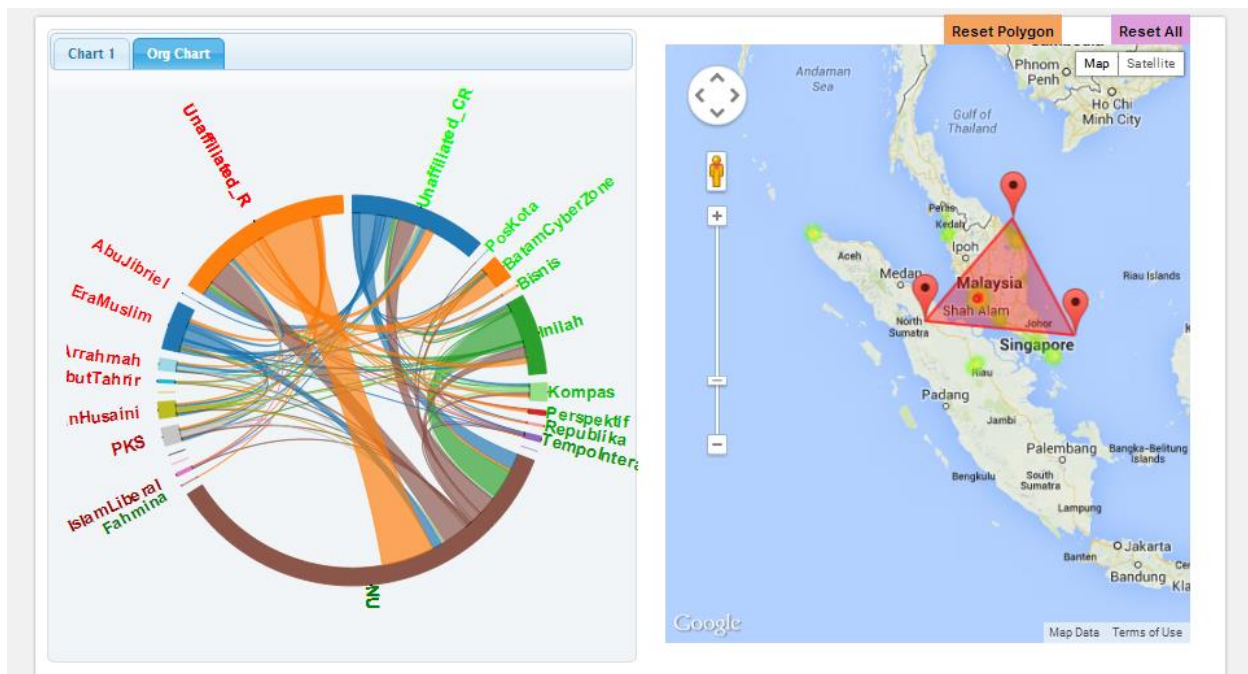 Chart 1
Org Chart
Unaffiliated_R
Unaffiliated_CR
PosKota
BatamCyberZone
Bisnis
AbuJibriel
EraMuslim
Inilah
Arrahmah
butTahrir
nHusaini
Kompas
Perspektif
Republika
TempoIntera
PKS
IslamLiberal
Fahmina
NU
Reset Polygon
Reset All
Map
Satellite
Phnom
Penh
Ho Chi
Minh City
Andaman
Sea
Gulf of
Thailand
Perlis
Kedah
Ipoh
Aceh
Medan
Malaysia
Shah Alam
Riau Islands
North
Sumatra
Johor
Singapore
Riau
Padang
Jambi
Palembang
Bangka-Belitung
Islands
Bengkulu
South
Sumatra
Lampung
Jakarta
Banten
Bandung
Google
Map Data
Terms of Use